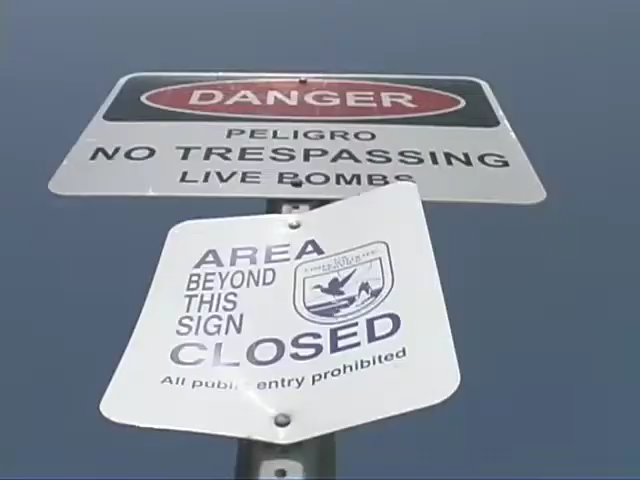 DANGER
PELIGRO
NO TRESPASSING
LIVE BOMBS
AREA
BEYOND
THIS
SIGN
CLOSED
All public entry prohibited